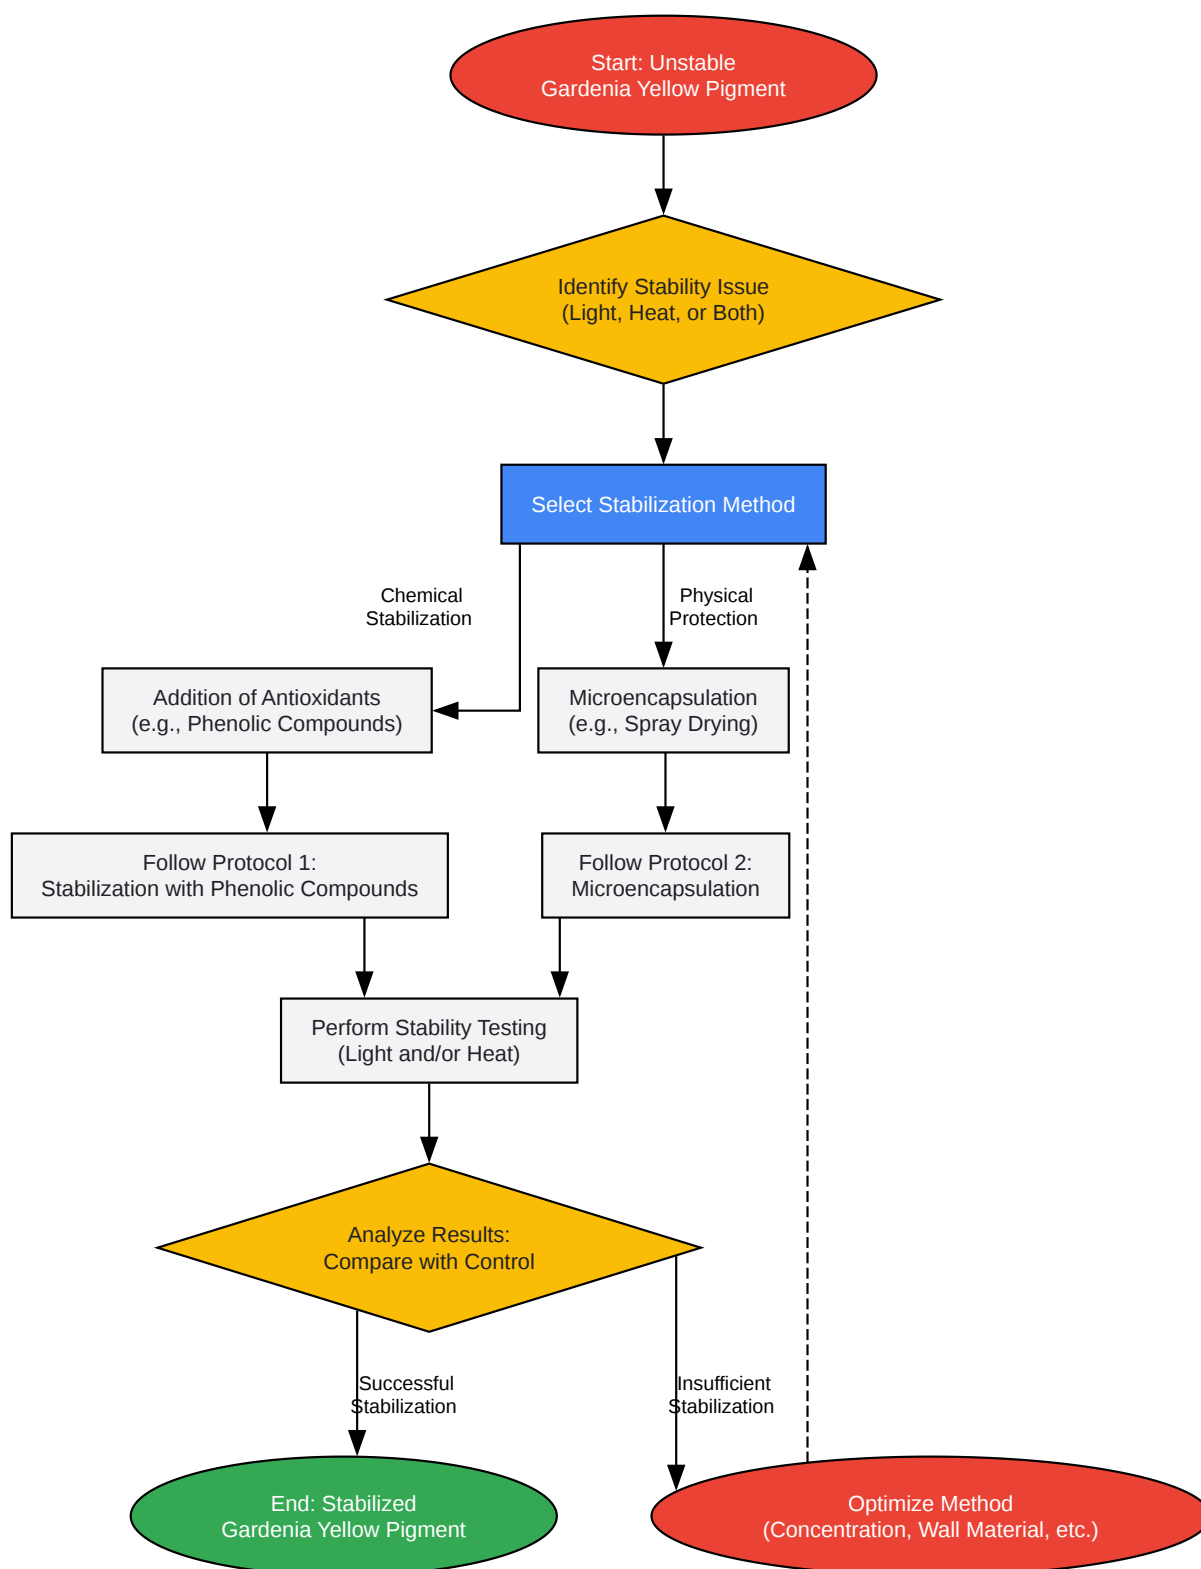 Start: Unstable
Gardenia Yellow Pigment
Identify Stability Issue
(Light, Heat, or Both)
Select Stabilization Method
Chemical
Stabilization
Physical
Protection
Addition of Antioxidants
(e.g., Phenolic Compounds)
Microencapsulation
(e.g., Spray Drying)
Follow Protocol 1:
Stabilization with Phenolic Compounds
Follow Protocol 2:
Microencapsulation
Perform Stability Testing
(Light and/or Heat)
Analyze Results:
Compare with Control
Successful
Stabilization
Insufficient
Stabilization
End: Stabilized
Gardenia Yellow Pigment
Optimize Method
(Concentration, Wall Material, etc.)